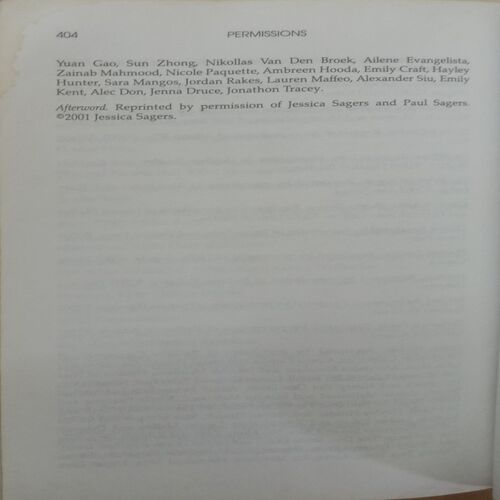 404 PERMISSIONS
Yuan Gao, Sun Zhong, Nikollas Van Den Broek, Ailene Evangelista,
Zainab Mahmood, Nicole Paquette, Ambreen Hooda, Emily Craft, Hayley
Hunter, Sara Mangos, Jordan Rakes, Lauren Maffeo, Alexander Siu, Emily
Kent, Alec Don, Jenna Druce, Jonathon Tracey.
Afterword. Reprinted by permission of Jessica Sagers and Paul Sagers.
©2001 Jessica Sagers.